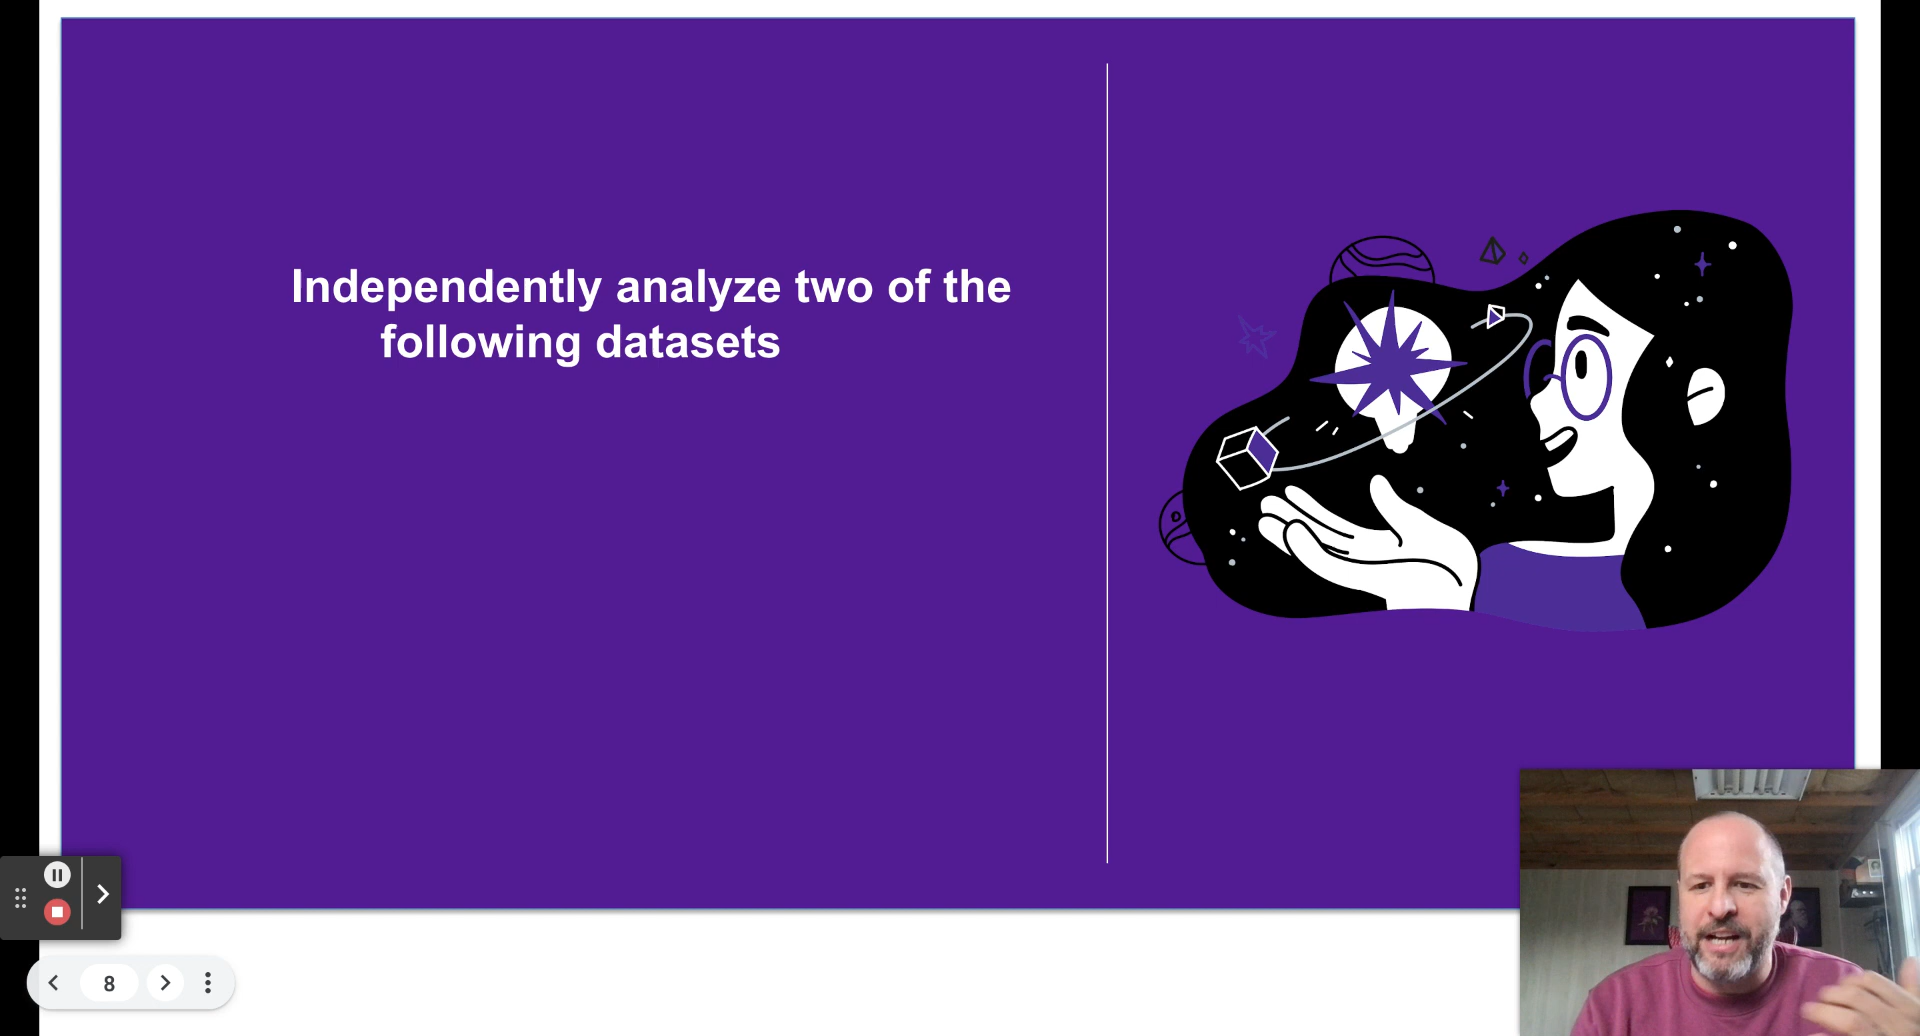 Independently analyze two of the
following datasets
8